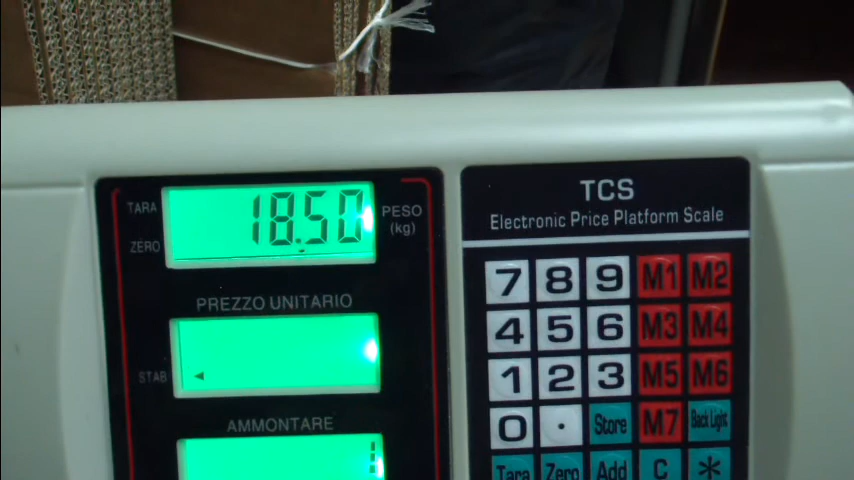 TARA
18.50
PESO
(kg)
ZERO
PREZZO UNITARIO
STAB
AMMONTARE
TCS
Electronic Price Platform Scale
7 8 9 M1 M2
4 5 6 M3 M4
1 2 3 M5 M6
0 . Store M7 Back Light
Tara Zero Add C *